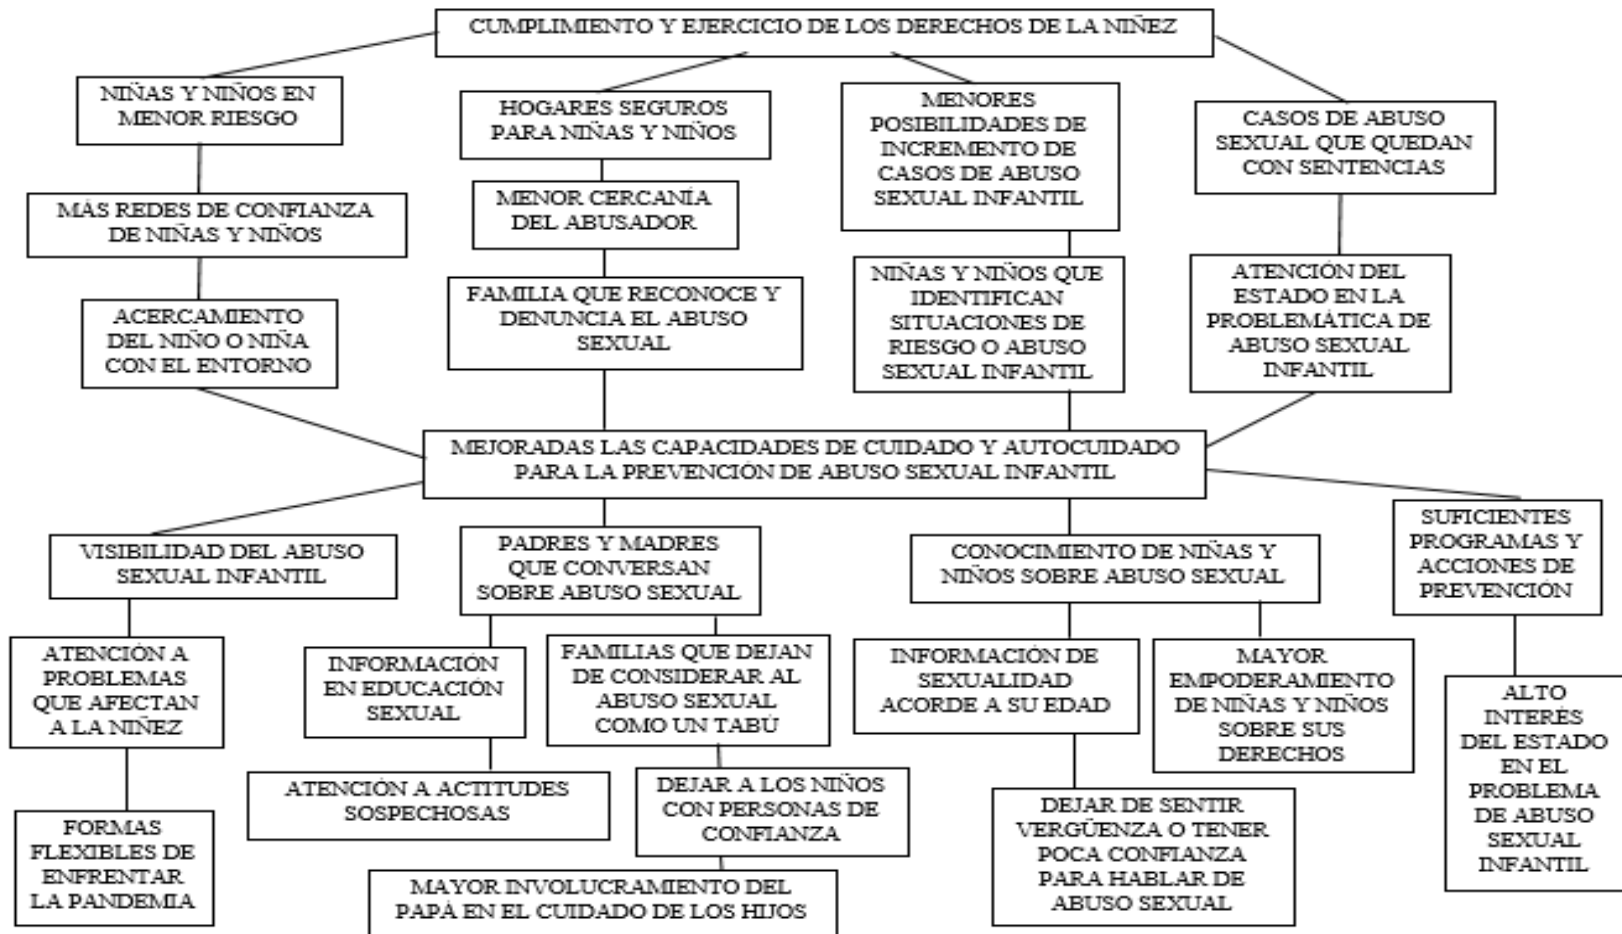 CUMPLIMIENTO Y EJERCICIO DE LOS DERECHOS DE LA NIÑEZ
NIÑAS Y NIÑOS EN
MENOR RIESGO
HOGARES SEGUROS
PARA NIÑAS Y NIÑOS
MENORES
POSIBILIDADES DE
INCREMENTO DE
CASOS DE ABUSO
SEXUAL INFANTIL
CASOS DE ABUSO
SEXUAL QUE QUEDAN
CON SENTENCIAS
MÁS REDES DE CONFIANZA
DE NIÑAS Y NIÑOS
MENOR CERCANÍA
DEL ABUSADOR
ACERCAMIENTO
DEL NIÑO O NIÑA
CON EL ENTORNO
FAMILIA QUE RECONOCE Y
DENUNCIA EL ABUSO
SEXUAL
NIÑAS Y NIÑOS QUE
IDENTIFICAN
SITUACIONES DE
RIESGO O ABUSO
SEXUAL INFANTIL
ATENCIÓN DEL
ESTADO EN LA
PROBLEMÁTICA DE
ABUSO SEXUAL
INFANTIL
MEJORADAS LAS CAPACIDADES DE CUIDADO Y AUTOCUIDADO
PARA LA PREVENCIÓN DE ABUSO SEXUAL INFANTIL
VISIBILIDAD DEL ABUSO
SEXUAL INFANTIL
PADRES Y MADRES
QUE CONVERSAN
SOBRE ABUSO SEXUAL
CONOCIMIENTO DE NIÑAS Y
NIÑOS SOBRE ABUSO SEXUAL
SUFICIENTES
PROGRAMAS Y
ACCIONES DE
PREVENCIÓN
ATENCIÓN A
PROBLEMAS
QUE AFECTAN
A LA NIÑEZ
INFORMACIÓN
EN EDUCACIÓN
SEXUAL
FAMILIAS QUE DEJAN
DE CONSIDERAR AL
ABUSO SEXUAL
COMO UN TABÚ
INFORMACIÓN DE
SEXUALIDAD
ACORDE A SU EDAD
MAYOR
EMPODERAMIENTO
DE NIÑAS Y NIÑOS
SOBRE SUS
DERECHOS
ALTO
INTERÉS
DEL ESTADO
EN EL
PROBLEMA
DE ABUSO
SEXUAL
INFANTIL
ATENCIÓN A ACTITUDES
SOSPECHOSAS
DEJAR A LOS NIÑOS
CON PERSONAS DE
CONFIANZA
FORMAS
FLEXIBLES DE
ENFRENTAR
LA PANDEMIA
DEJAR DE SENTIR
VERGÜENZA O TENER
POCA CONFIANZA
PARA HABLAR DE
ABUSO SEXUAL
MAYOR INVOLUCRAMIENTO DEL
PAPÁ EN EL CUIDADO DE LOS HIJOS